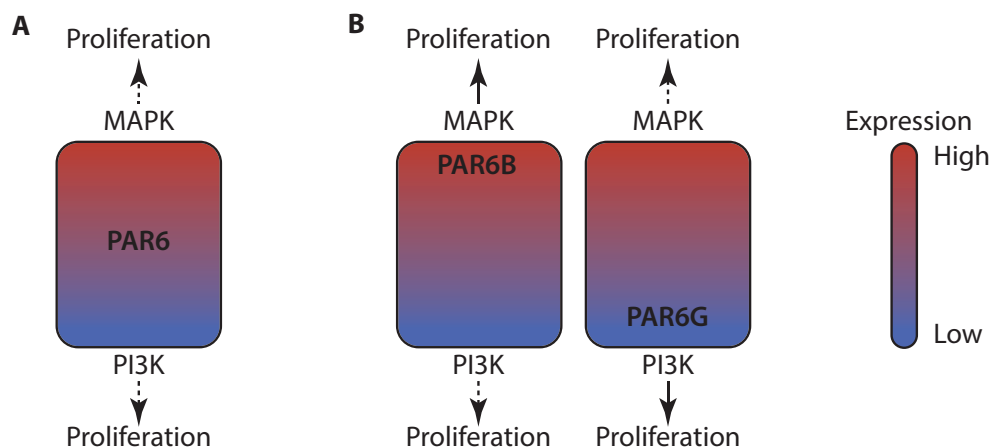 A
Proliferation
MAPK
PAR6
PI3K
Proliferation
B
Proliferation
MAPK
PAR6B
PI3K
Proliferation
Proliferation
MAPK
PAR6G
PI3K
Proliferation
Expression
High
Low